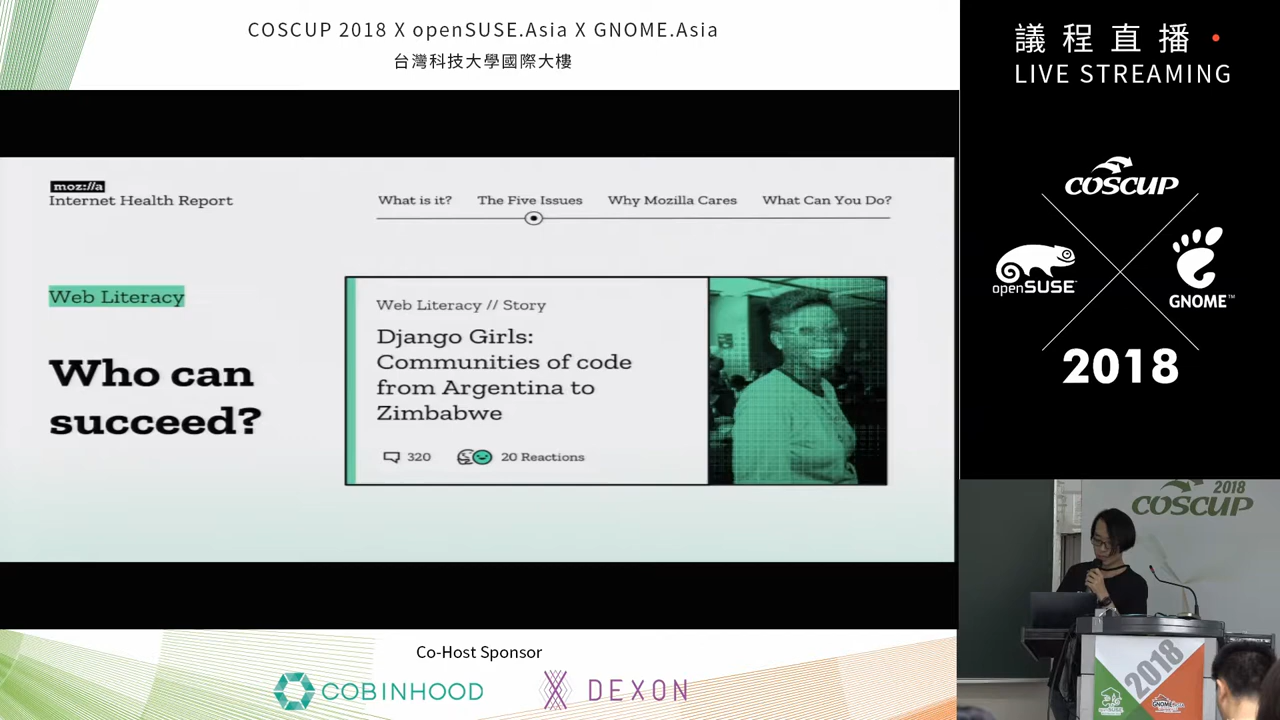 COSCUP 2018 X openSUSE.Asia X GNOME.Asia
台灣科技大學國際大樓
議程直播
LIVE STREAMING
COSCUP
openSUSE
GNOME™
2018
moz://a
Internet Health Report
What is it?
The Five Issues
Why Mozilla Cares
What Can You Do?
Web Literacy
Who can
succeed?
Web Literacy // Story
Django Girls:
Communities of code
from Argentina to
Zimbabwe
320
20 Reactions
2018
COSCUP
2018
Co-Host Sponsor
COBINHOOD
DEXON